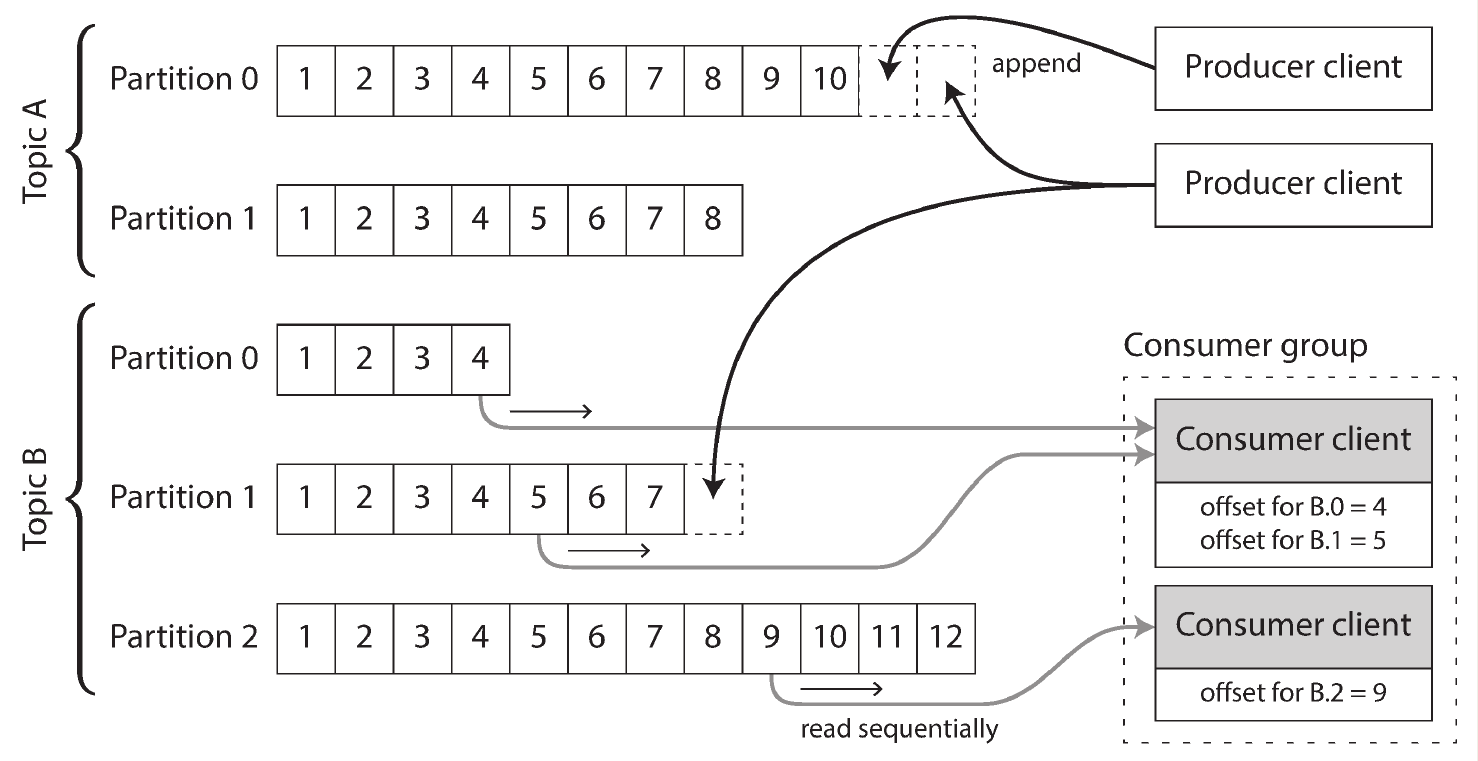 Topic A
Partition 0 1 2 3 4 5 6 7 8 9 10
append
Producer client
Producer client
Partition 1 1 2 3 4 5 6 7 8
Topic B
Partition 0 1 2 3 4
Partition 1 1 2 3 4 5 6 7
Partition 2 1 2 3 4 5 6 7 8 9 10 11 12
read sequentially
Consumer group
Consumer client
offset for B.0 = 4
offset for B.1 = 5
Consumer client
offset for B.2 = 9